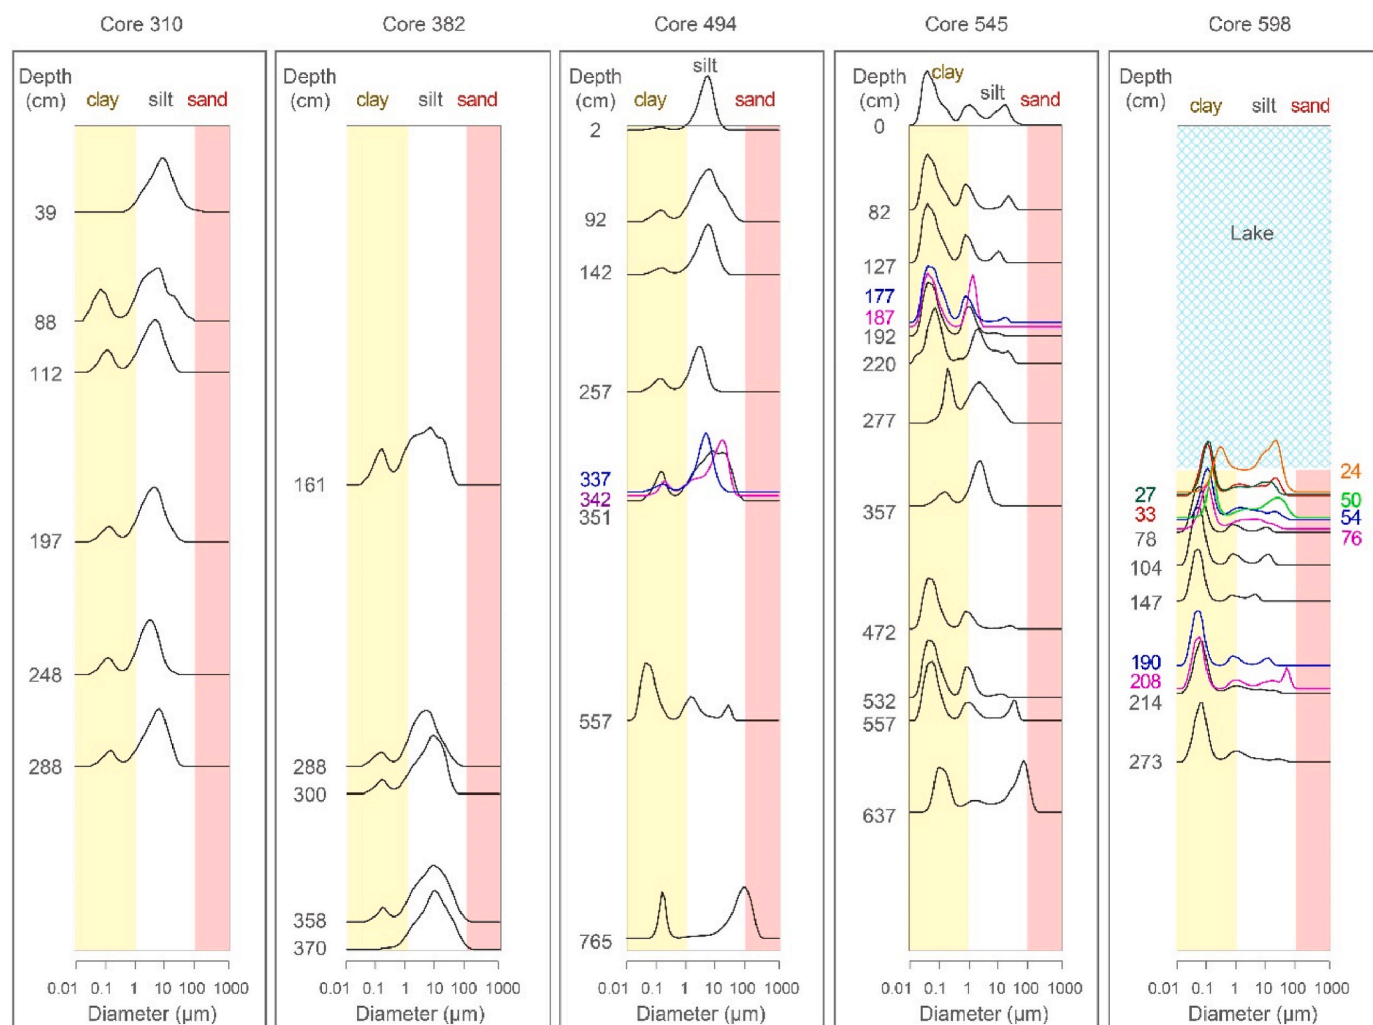 Core 310
Core 382
Core 494
Core 545
Core 598
Depth
(cm)
clay
silt
sand
39
88
112
197
248
288
0.01 0.1 1 10 100 1000
Diameter (µm)
Depth
(cm)
clay
silt
sand
161
288
300
358
370
0.01 0.1 1 10 100 1000
Diameter (µm)
Depth
(cm)
silt
clay
sand
2
92
142
257
337
342
351
557
765
0.01 0.1 1 10 100 1000
Diameter (µm)
Depth
(cm)
clay
silt
sand
0
82
127
177
187
192
220
277
357
472
532
557
637
0.01 0.1 1 10 100 1000
Diameter (µm)
Depth
(cm)
clay
silt
sand
Lake
24
27
50
33
54
78
76
104
147
190
208
214
273
0.01 0.1 1 10 100 1000
Diameter (µm)